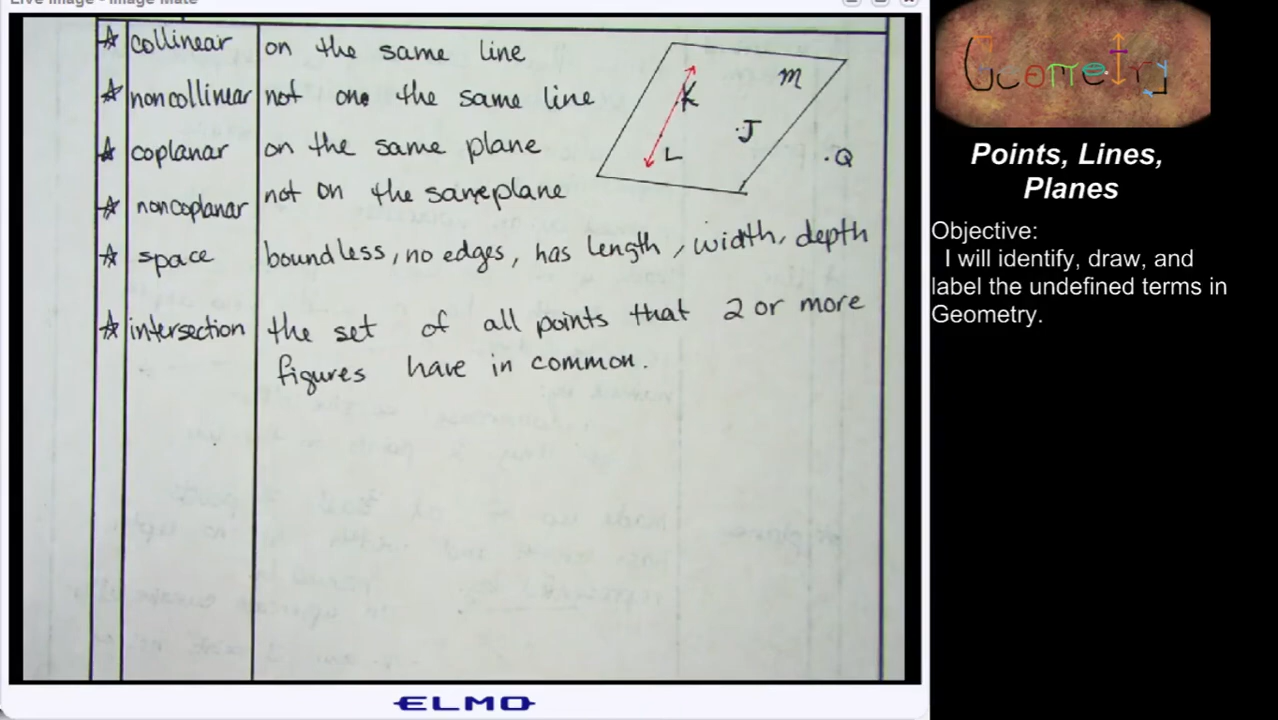 Live Image - Image Mate
☆ collinear on the same line
☆ noncollinear not one the same line
☆ coplanar on the same plane
☆ noncoplanar not on the same plane
☆ space boundless, no edges, has length, width, depth
☆ intersection the set of all points that 2 or more
figures have in common.
K
M
J
L
Q
ELMO
Geometry
Points, Lines,
Planes
Objective:
I will identify, draw, and
label the undefined terms in
Geometry.